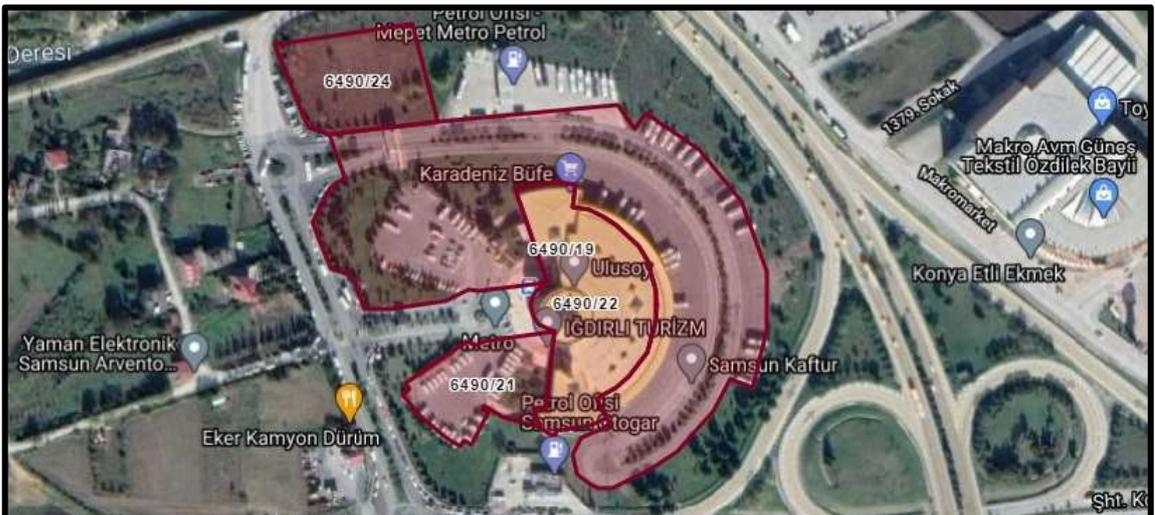 Petrol Ofisi -
Mepet Metro Petrol
Deresi
6490/24
1379. Sokak
Toy
Makro Avm Güneş
Tekstil Özdilek Bayii
Karadeniz Büfe
Makromarket
6490/19
Ulusoy
Konya Etli Ekmek
6490/22
IĞDIRLI TURİZM
Metro
Yaman Elektronik
Samsun Arvento...
Samsun Kaftur
6490/21
Petrol Ofisi
Samsun Otogar
Eker Kamyon Dürüm
Şht. K